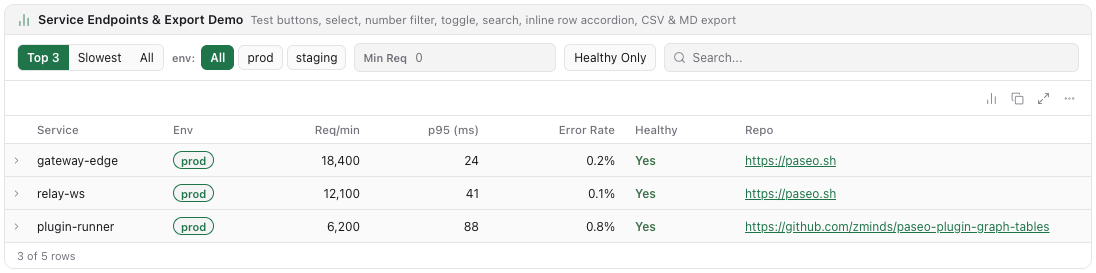 Service Endpoints & Export Demo Test buttons, select, number filter, toggle, search, inline row accordion, CSV & MD export
Top 3 Slowest All env: All prod staging Min Req 0 Healthy Only Search...
Service Env Req/min p95 (ms) Error Rate Healthy Repo
gateway-edge prod 18,400 24 0.2% Yes https://paseo.sh
relay-ws prod 12,100 41 0.1% Yes https://paseo.sh
plugin-runner prod 6,200 88 0.8% Yes https://github.com/zminds/paseo-plugin-graph-tables
3 of 5 rows